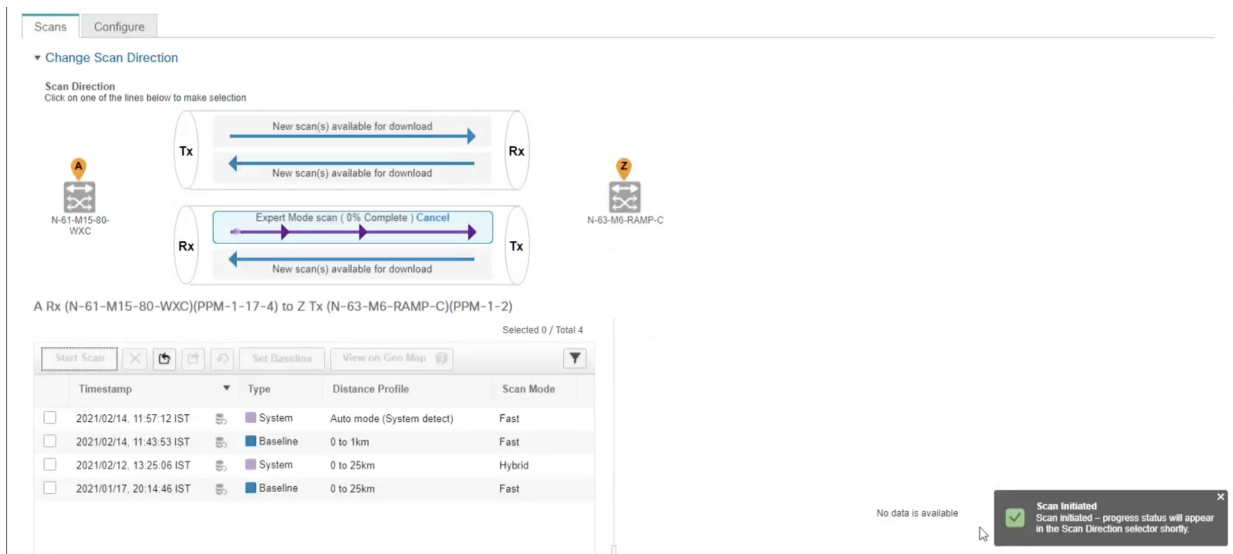 Scans Configure
Change Scan Direction
Scan Direction
Click on one of the lines below to make selection
New scan(s) available for download
Tx
Rx
New scan(s) available for download
A
N-61-M15-80-
WXC
Z
N-63-M6-RAMP-C
Expert Mode scan ( 0% Complete ) Cancel
Rx
Tx
New scan(s) available for download
A Rx (N-61-M15-80-WXC)(PPM-1-17-4) to Z Tx (N-63-M6-RAMP-C)(PPM-1-2)
Selected 0 / Total 4
Start Scan Set Baseline View on Geo Map ?
Timestamp Type Distance Profile Scan Mode
2021/02/14, 11:57:12 IST System Auto mode (System detect) Fast
2021/02/14, 11:43:53 IST Baseline 0 to 1km Fast
2021/02/12, 13:25:06 IST System 0 to 25km Hybrid
2021/01/17, 20:14:46 IST Baseline 0 to 25km Fast
No data is available
Scan Initiated
Scan initiated – progress status will appear
in the Scan Direction selector shortly.